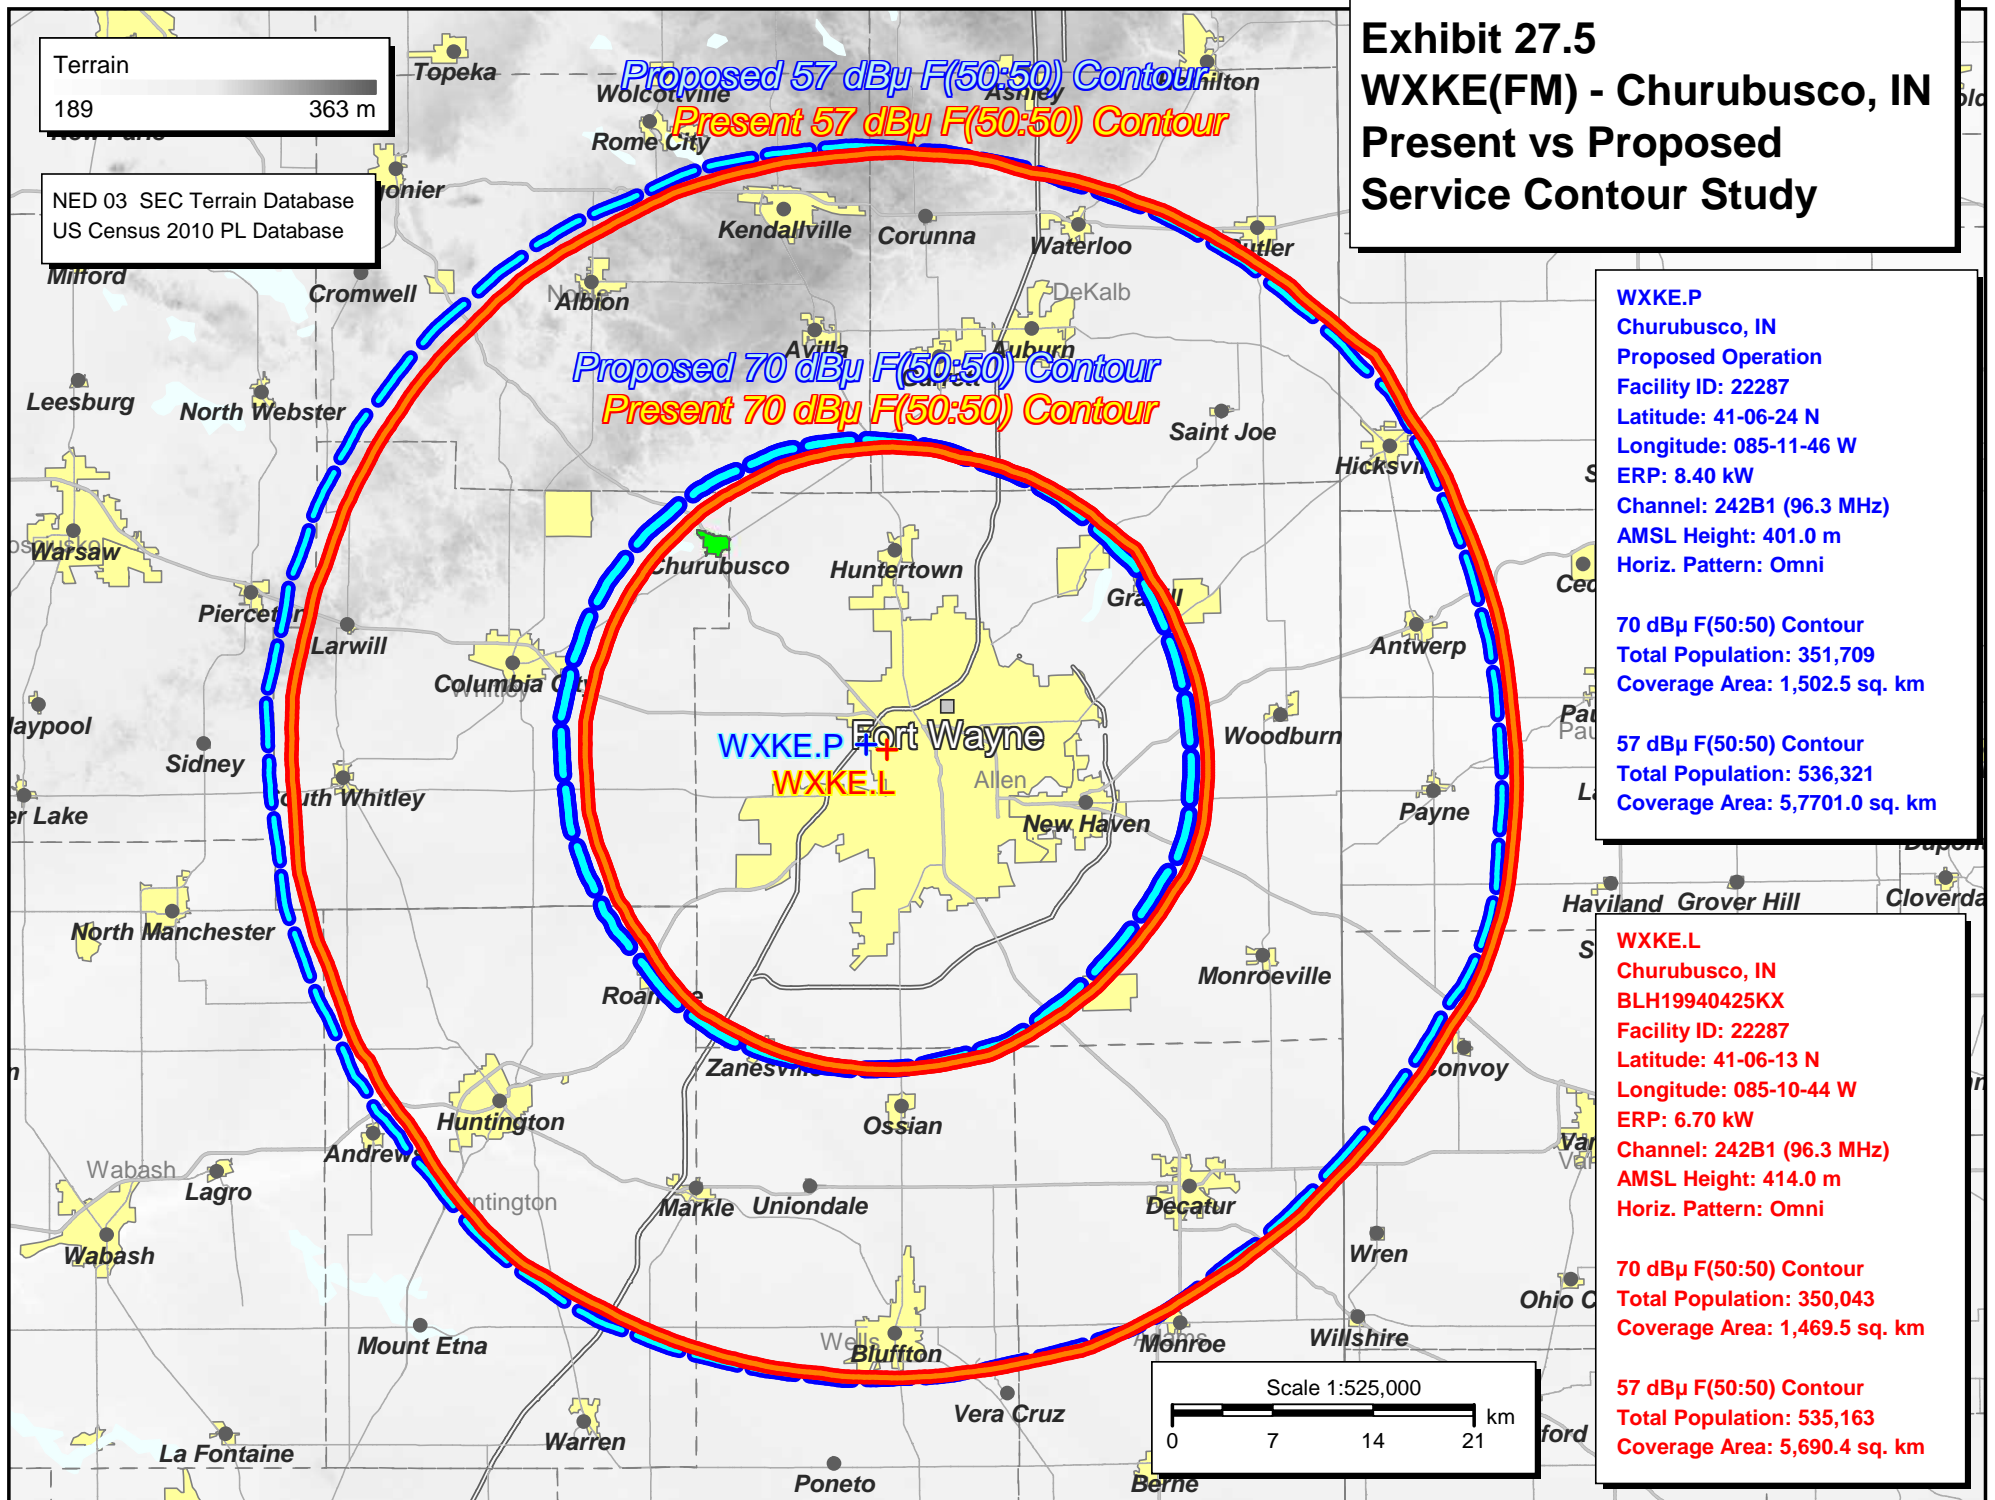 Exhibit 27.5
WXKE(FM) - Churubusco, IN
Present vs Proposed
Service Contour Study
Terrain
189 363 m
NED 03 SEC Terrain Database
US Census 2010 PL Database
Proposed 57 dBµ F(50:50) Contour
Present 57 dBµ F(50:50) Contour
Proposed 70 dBµ F(50:50) Contour
Present 70 dBµ F(50:50) Contour
WXKE.P
Churubusco, IN
Proposed Operation
Facility ID: 22287
Latitude: 41-06-24 N
Longitude: 085-11-46 W
ERP: 8.40 kW
Channel: 242B1 (96.3 MHz)
AMSL Height: 401.0 m
Horiz. Pattern: Omni
70 dBµ F(50:50) Contour
Total Population: 351,709
Coverage Area: 1,502.5 sq. km
57 dBµ F(50:50) Contour
Total Population: 536,321
Coverage Area: 5,7701.0 sq. km
WXKE.L
Churubusco, IN
BLH19940425KX
Facility ID: 22287
Latitude: 41-06-13 N
Longitude: 085-10-44 W
ERP: 6.70 kW
Channel: 242B1 (96.3 MHz)
AMSL Height: 414.0 m
Horiz. Pattern: Omni
70 dBµ F(50:50) Contour
Total Population: 350,043
Coverage Area: 1,469.5 sq. km
57 dBµ F(50:50) Contour
Total Population: 535,163
Coverage Area: 5,690.4 sq. km
Topeka
Wolcottville
Ashley
Hamilton
Rome City
Kendallville
Corunna
Waterloo
Butler
Milford
Cromwell
Albion
DeKalb
Avilla
Auburn
Garrett
Leesburg
North Webster
Saint Joe
Warsaw
Churubusco
Huntertown
Grabill
Pierceton
Larwill
Columbia City
Whitley
Antwerp
Sidney
WXKE.P
Fort Wayne
WXKE.L
Allen
Woodburn
South Whitley
New Haven
Payne
Haviland
Grover Hill
North Manchester
Monroeville
Roanoke
Zanesville
Convoy
Huntington
Ossian
Andrews
Wabash
Lagro
Markle
Uniondale
Decatur
Wabash
Wren
Mount Etna
Wells
Bluffton
Monroe
Willshire
Vera Cruz
Warren
La Fontaine
Poneto
Berne
Scale 1:525,000
km
0 7 14 21